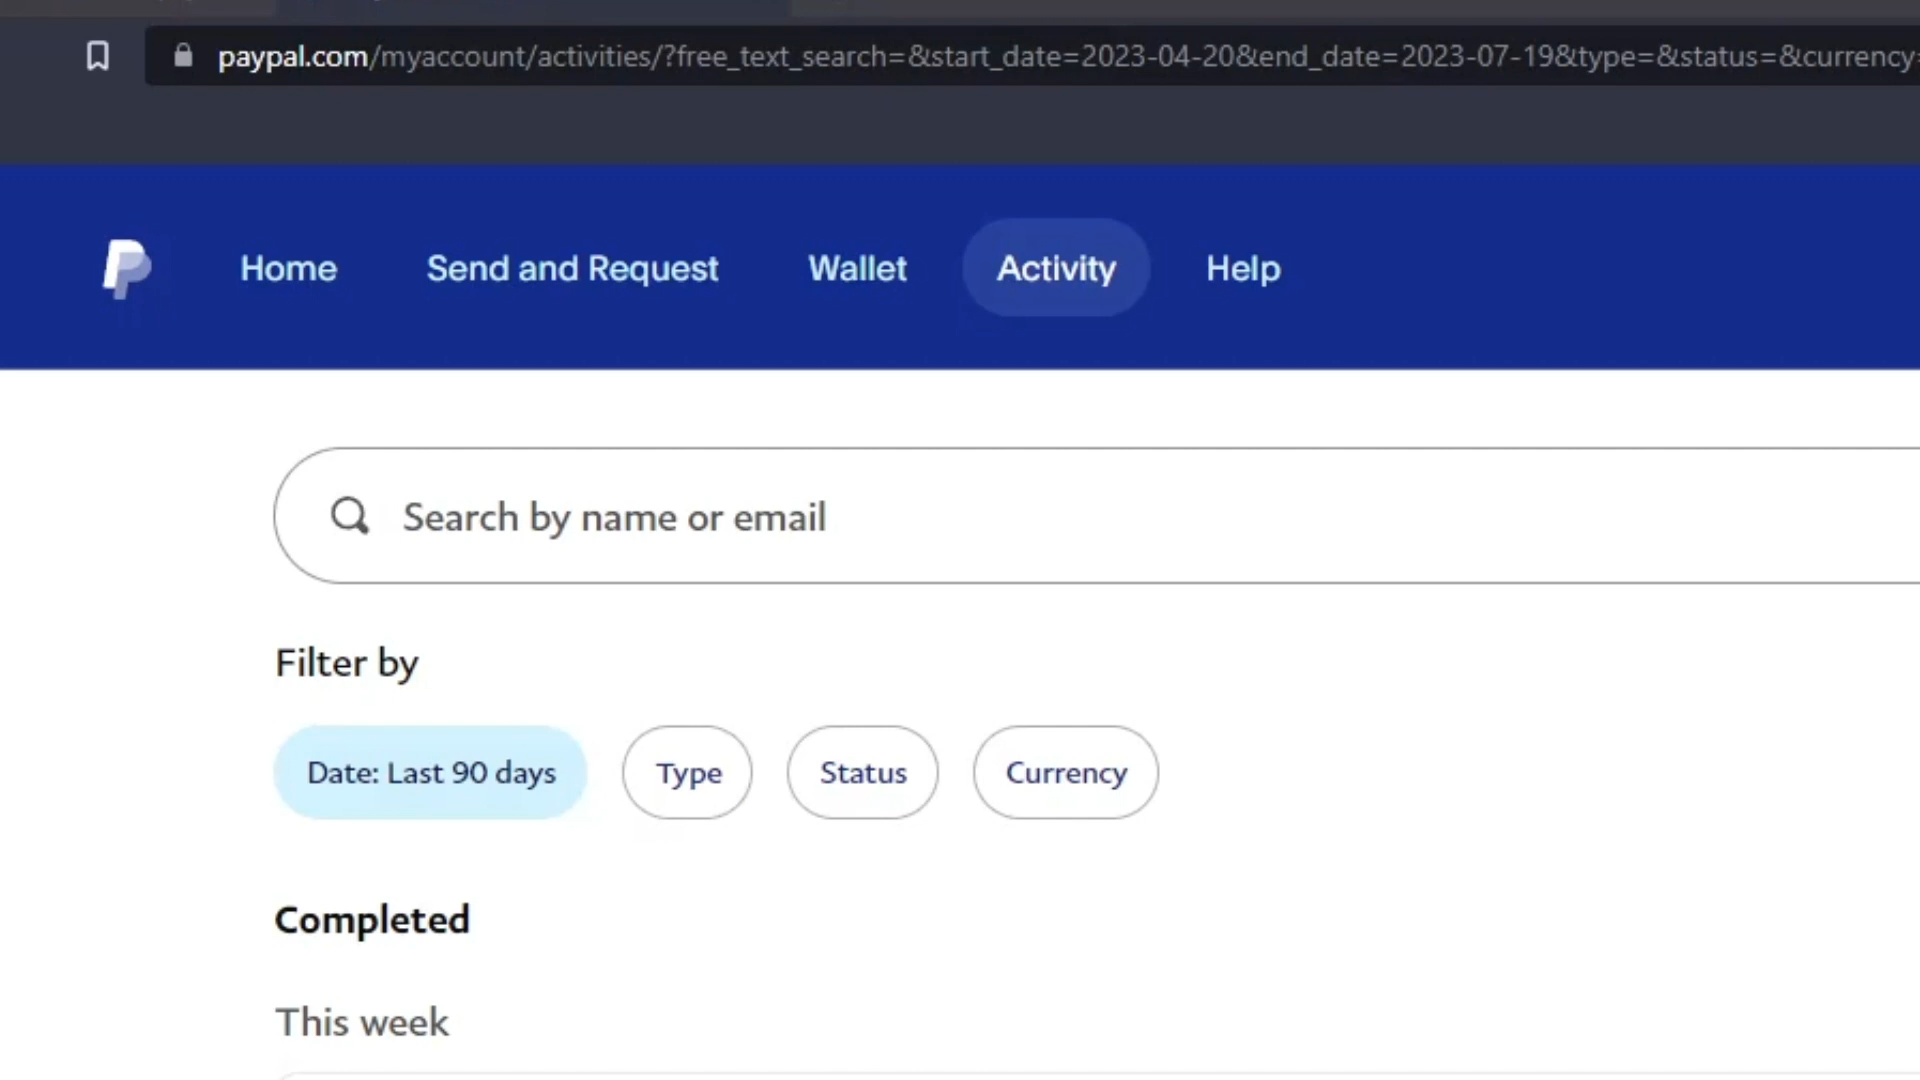 paypal.com/myaccount/activities/?free_text_search=&start_date=2023-04-20&end_date=2023-07-19&type=&status=&currency=
Home Send and Request Wallet Activity Help
Search by name or email
Filter by
Date: Last 90 days Type Status Currency
Completed
This week